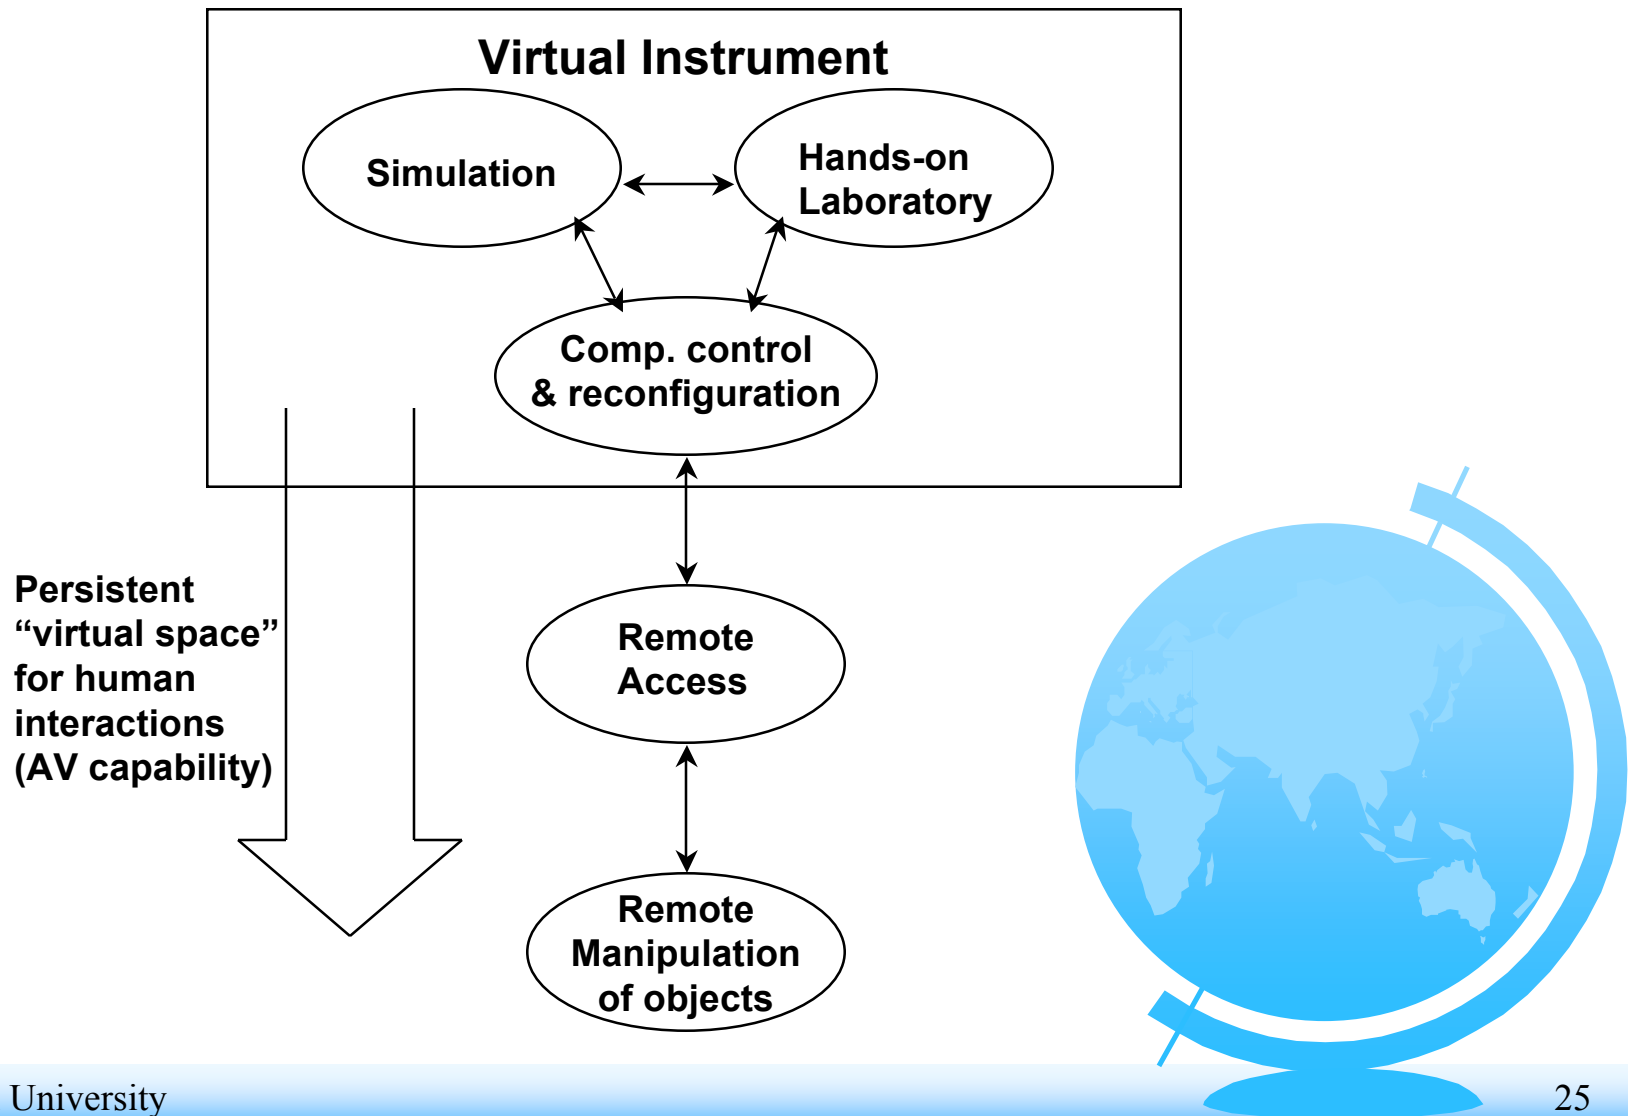 Virtual Instrument
Simulation
Hands-on
Laboratory
Comp. control
& reconfiguration
Persistent
“virtual space”
for human
interactions
(AV capability)
Remote
Access
Remote
Manipulation
of objects
University
25